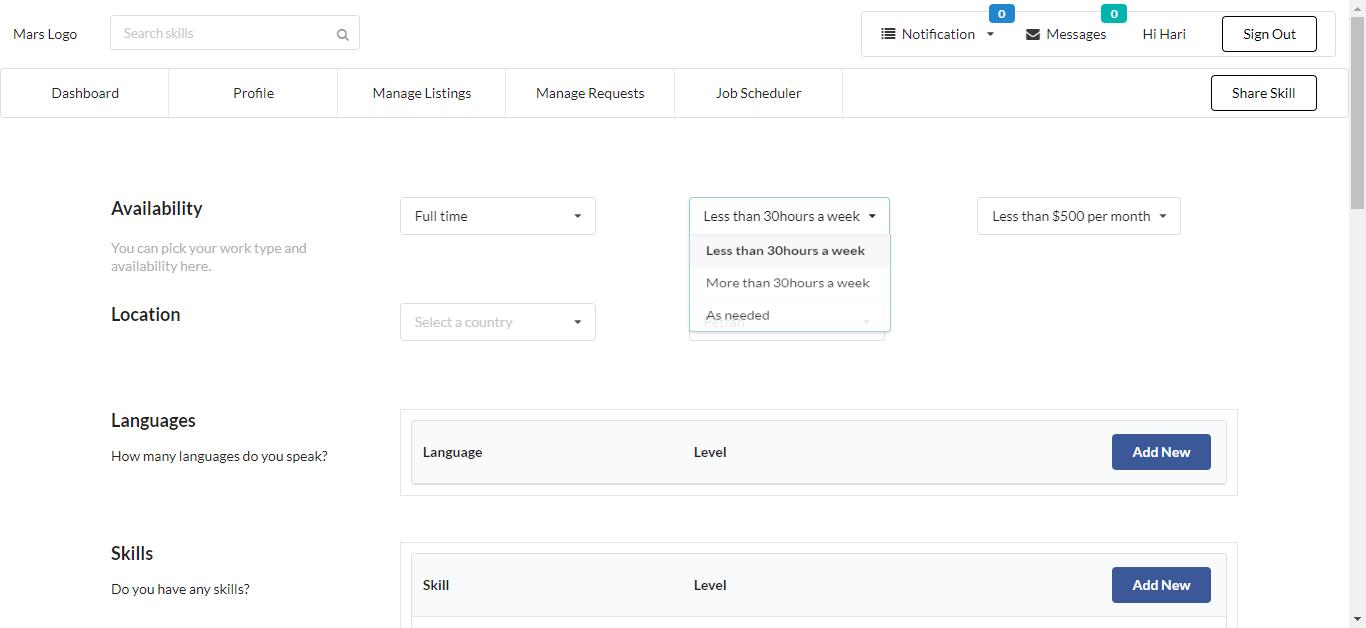 Mars Logo
Search skills
Notification
0
Messages
0
Hi Hari
Sign Out
Dashboard
Profile
Manage Listings
Manage Requests
Job Scheduler
Share Skill
Availability
You can pick your work type and
availability here.
Full time
Less than 30hours a week
Less than 30hours a week
More than 30hours a week
As needed
Less than $500 per month
Location
Select a country
Languages
How many languages do you speak?
Language
Level
Add New
Skills
Do you have any skills?
Skill
Level
Add New